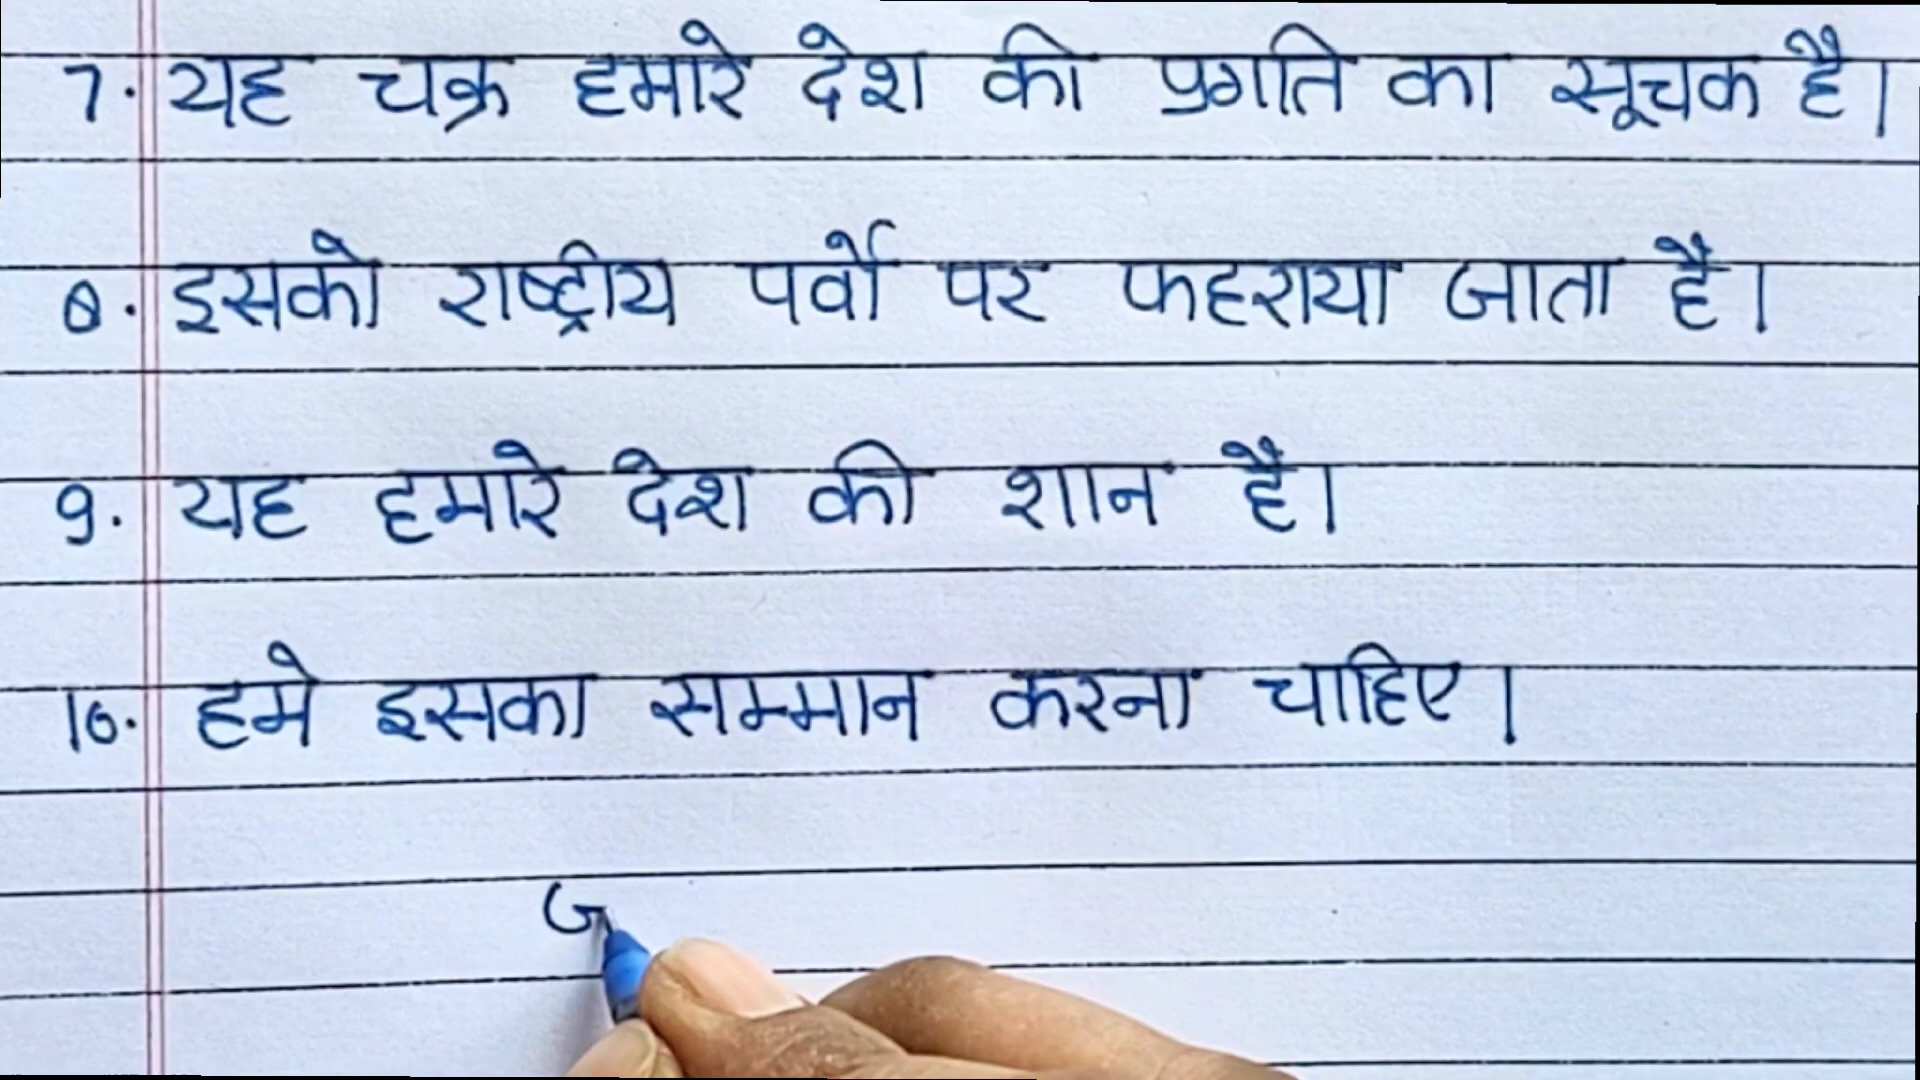 7. यह चक्र हमारे देश की प्रगति का सूचक है।
8. इसको राष्ट्रीय पर्वो पर फहराया जाता है।
9. यह हमारे देश की शान है।
10. हमे इसका सम्मान करना चाहिए।